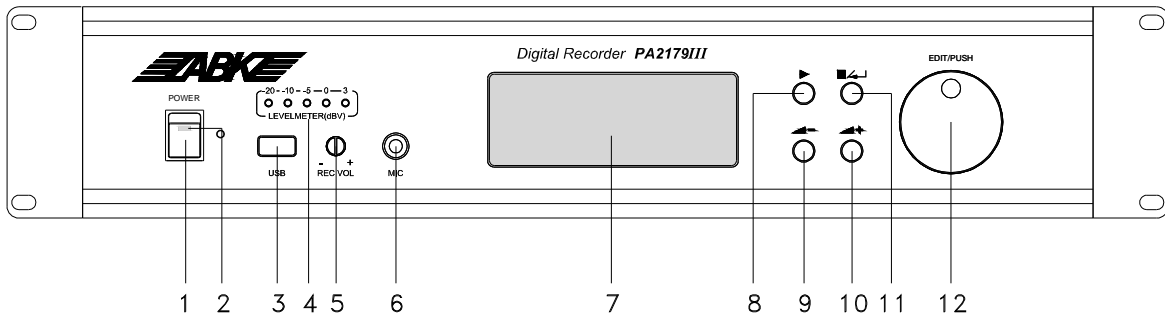 ABK
Digital Recorder PA2179III
EDIT/PUSH
POWER
-20 - -10 - -5 - 0 - 3
LEVELMETER(dBV)
USB
- +
REC VOL
MIC
1 2 3 4 5 6 7 8 9 10 11 12